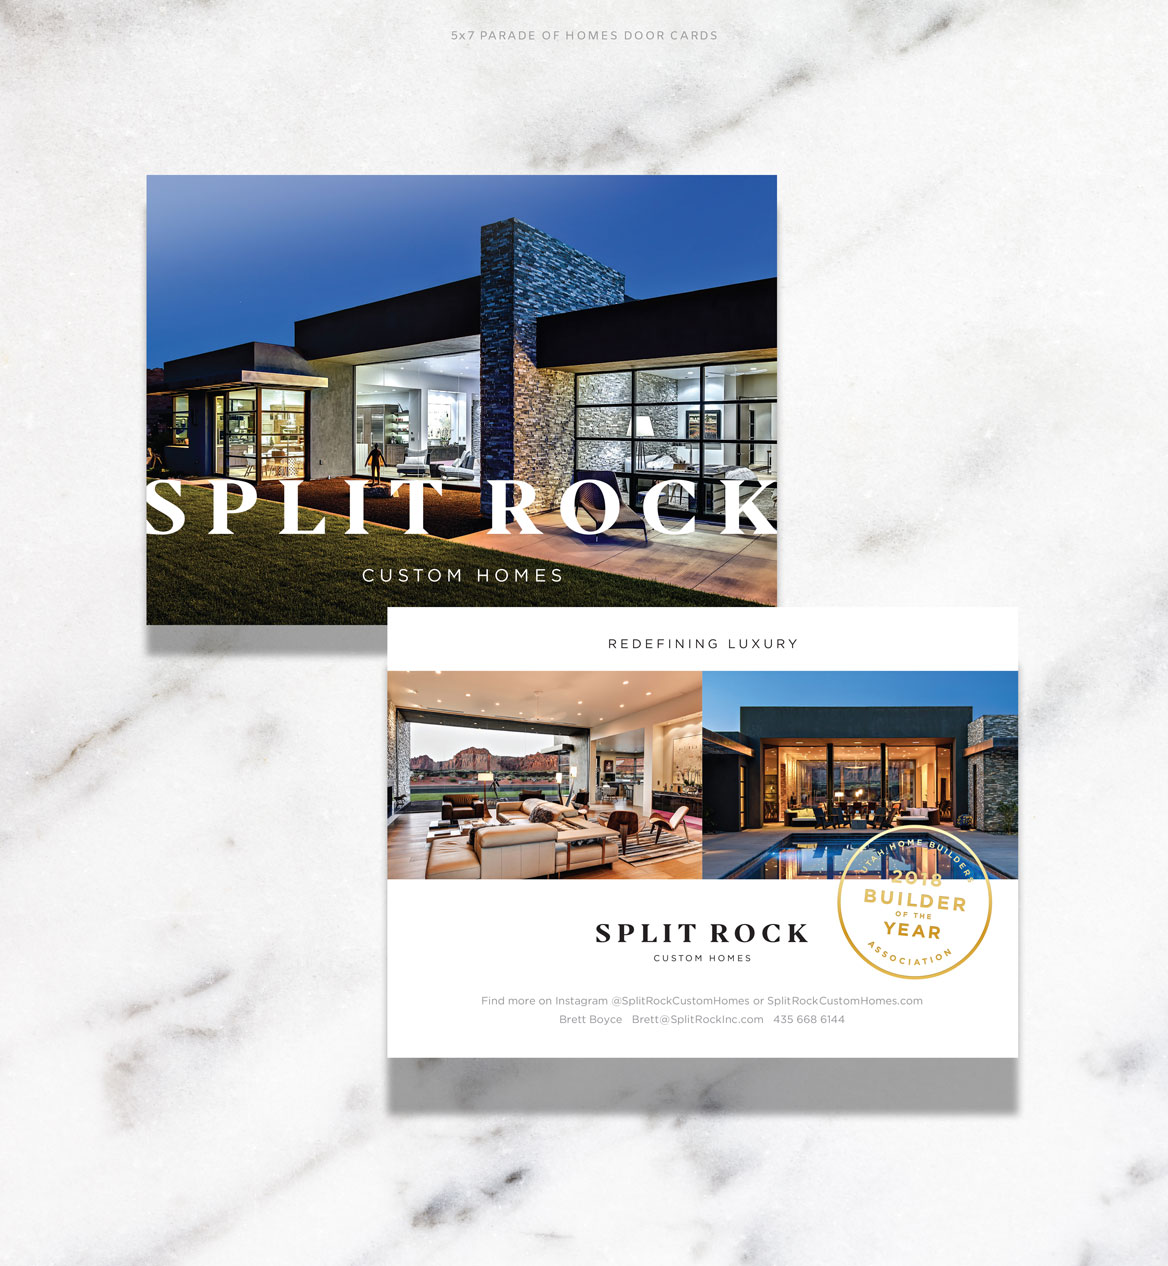 5x7 PARADE OF HOMES DOOR CARDS
SPLIT ROCK
CUSTOM HOMES
REDEFINING LUXURY
UTAH HOME BUILDERS
2018
BUILDER
OF THE
YEAR
ASSOCIATION
SPLIT ROCK
CUSTOM HOMES
Find more on Instagram @SplitRockCustomHomes or SplitRockCustomHomes.com
Brett Boyce Brett@SplitRockInc.com 435 668 6144